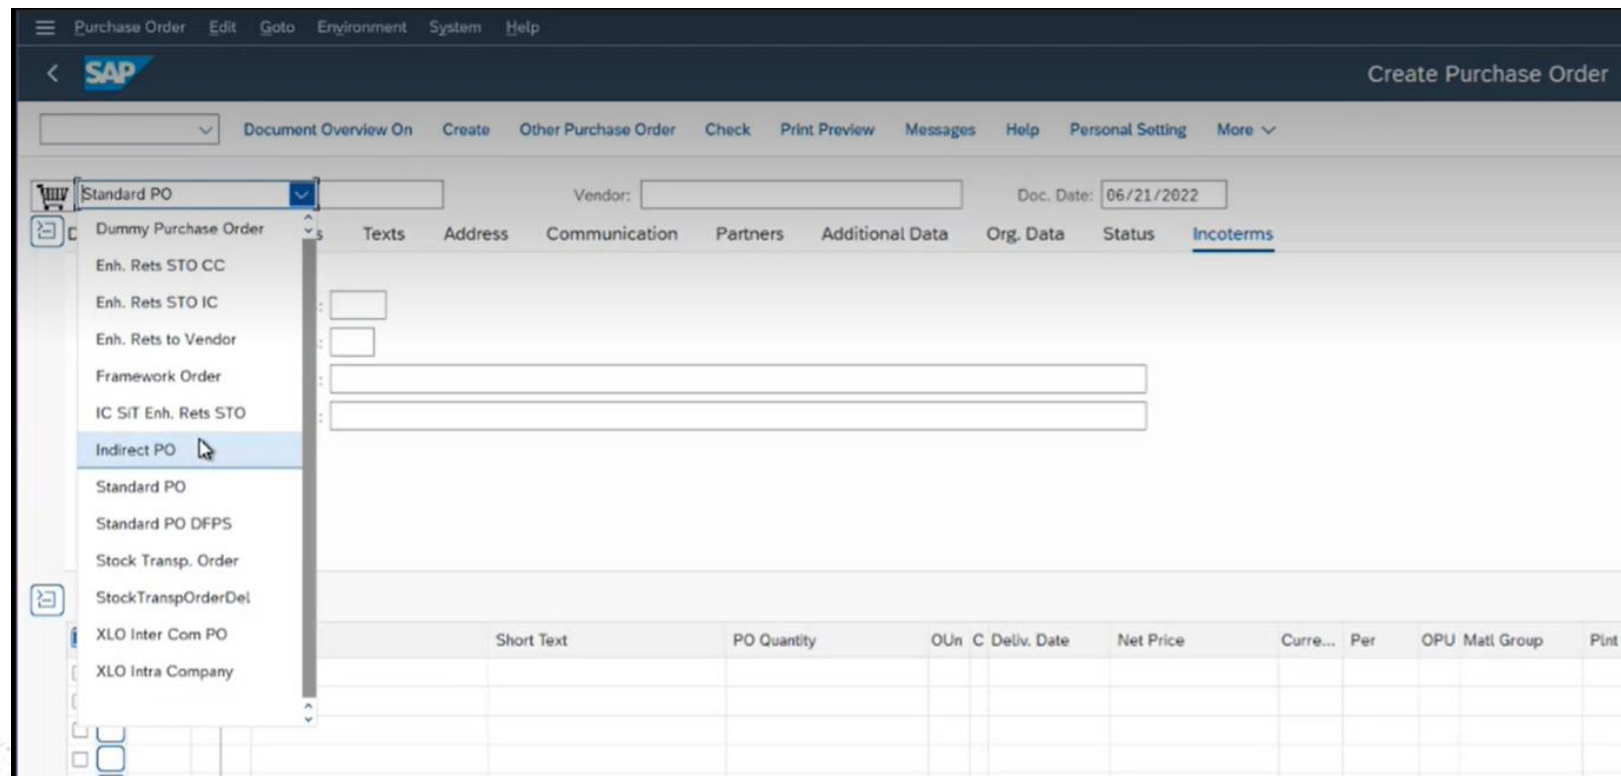 Purchase Order Edit Goto Environment System Help
SAP Create Purchase Order
Document Overview On Create Other Purchase Order Check Print Preview Messages Help Personal Setting More
Standard PO Vendor: Doc. Date: 06/21/2022
Texts Address Communication Partners Additional Data Org. Data Status Incoterms
Dummy Purchase Order
Enh. Rets STO CC
Enh. Rets STO IC
Enh. Rets to Vendor
Framework Order
IC SiT Enh. Rets STO
Indirect PO
Standard PO
Standard PO DFPS
Stock Transp. Order
StockTranspOrderDel
XLO Inter Com PO
XLO Intra Company
Short Text PO Quantity OUn C Deliv. Date Net Price Curre... Per OPU Matl Group Plnt